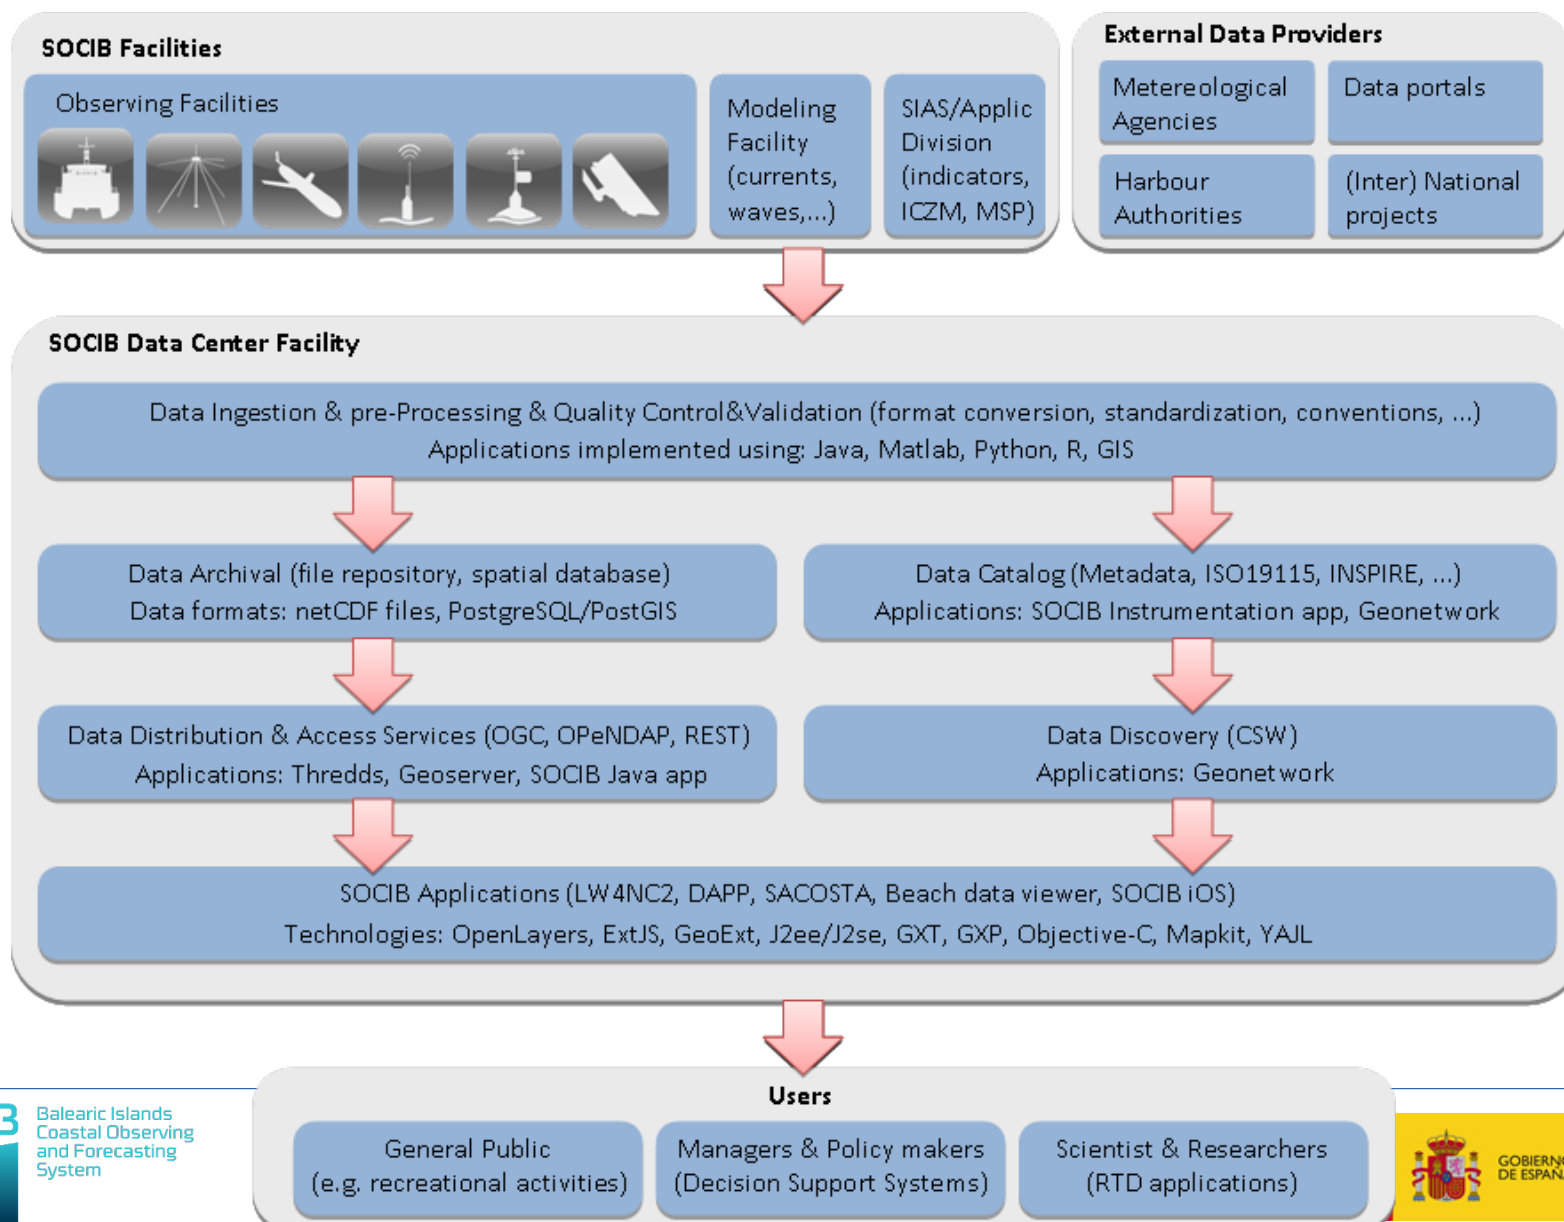 SOCIB Facilities
Observing Facilities
Modeling
Facility
(currents,
waves,...)
SIAS/Applic
Division
(indicators,
ICZM, MSP)
External Data Providers
Metereological
Agencies
Data portals
Harbour
Authorities
(Inter) National
projects
SOCIB Data Center Facility
Data Ingestion & pre-Processing & Quality Control&Validation (format conversion, standardization, conventions, ...)
Applications implemented using: Java, Matlab, Python, R, GIS
Data Archival (file repository, spatial database)
Data formats: netCDF files, PostgreSQL/PostGIS
Data Catalog (Metadata, ISO19115, INSPIRE, ...)
Applications: SOCIB Instrumentation app, Geonetwork
Data Distribution & Access Services (OGC, OPeNDAP, REST)
Applications: Thredds, Geoserver, SOCIB Java app
Data Discovery (CSW)
Applications: Geonetwork
SOCIB Applications (LW4NC2, DAPP, SACOSTA, Beach data viewer, SOCIB iOS)
Technologies: OpenLayers, ExtJS, GeoExt, J2ee/J2se, GXT, GXP, Objective-C, Mapkit, YAJL
Users
General Public
(e.g. recreational activities)
Managers & Policy makers
(Decision Support Systems)
Scientist & Researchers
(RTD applications)
Balearic Islands
Coastal Observing
and Forecasting
System
GOBIERNO
DE ESPAÑA